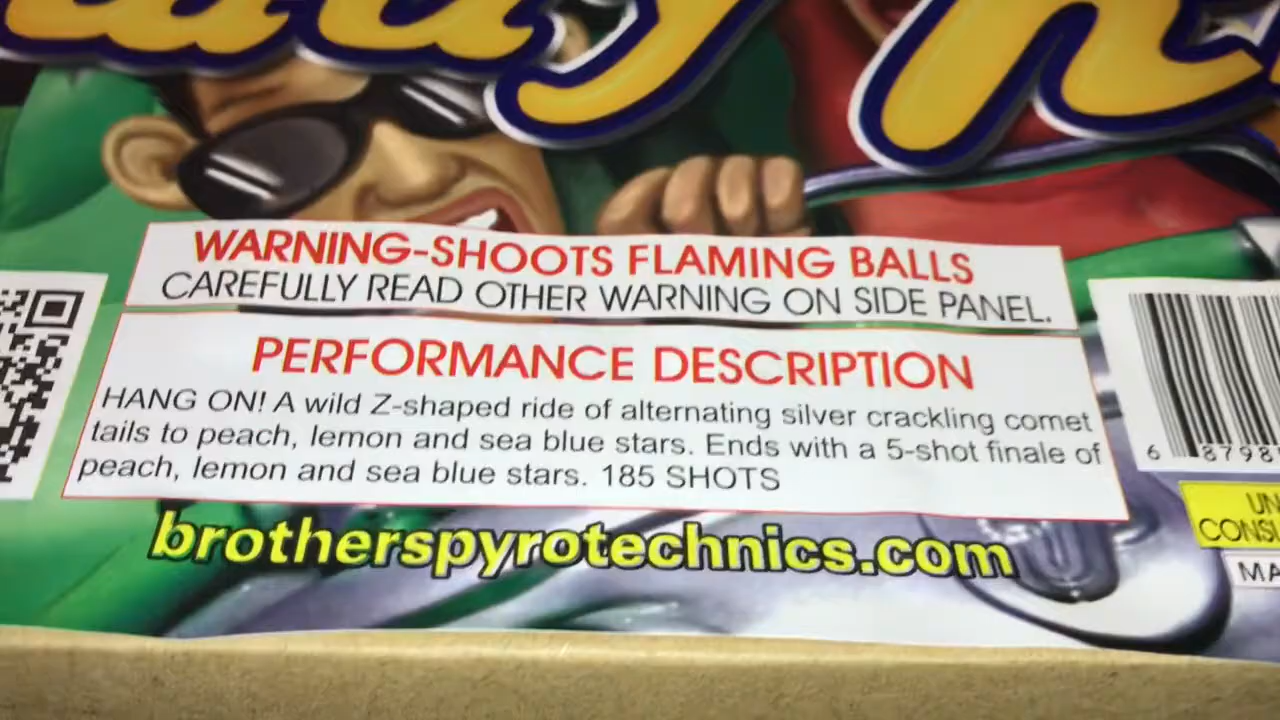 WARNING-SHOOTS FLAMING BALLS
CAREFULLY READ OTHER WARNING ON SIDE PANEL.
PERFORMANCE DESCRIPTION
HANG ON! A wild Z-shaped ride of alternating silver crackling comet
tails to peach, lemon and sea blue stars. Ends with a 5-shot finale of
peach, lemon and sea blue stars. 185 SHOTS
brotherspyrotechnics.com
6 8798